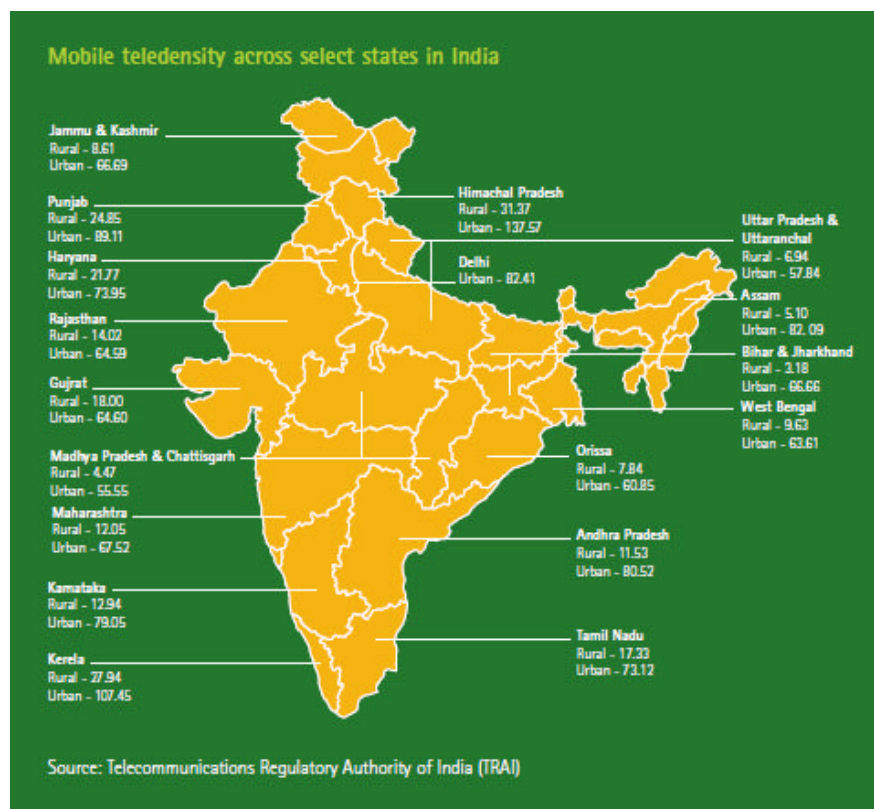 Mobile teledensity across select states in India
Jammu & Kashmir
Rural - 8.61
Urban - 66.69
Punjab
Rural - 24.85
Urban - 89.11
Haryana
Rural - 21.77
Urban - 73.95
Rajasthan
Rural - 14.02
Urban - 64.59
Gujrat
Rural - 18.00
Urban - 64.60
Madhya Pradesh & Chattisgarh
Rural - 4.47
Urban - 55.55
Maharashtra
Rural - 12.05
Urban - 67.52
Karnataka
Rural - 12.94
Urban - 79.05
Kerela
Rural - 27.94
Urban - 107.45
Himachal Pradesh
Rural - 31.37
Urban - 137.57
Delhi
Urban - 82.41
Uttar Pradesh &
Uttaranchal
Rural - 6.94
Urban - 57.84
Assam
Rural - 5.10
Urban - 82. 09
Bihar & Jharkhand
Rural - 3.18
Urban - 66.66
West Bengal
Rural - 9.63
Urban - 63.61
Orissa
Rural - 7.84
Urban - 60.85
Andhra Pradesh
Rural - 11.53
Urban - 80.52
Tamil Nadu
Rural - 17.33
Urban - 73.12
Source: Telecommunications Regulatory Authority of India (TRAI)